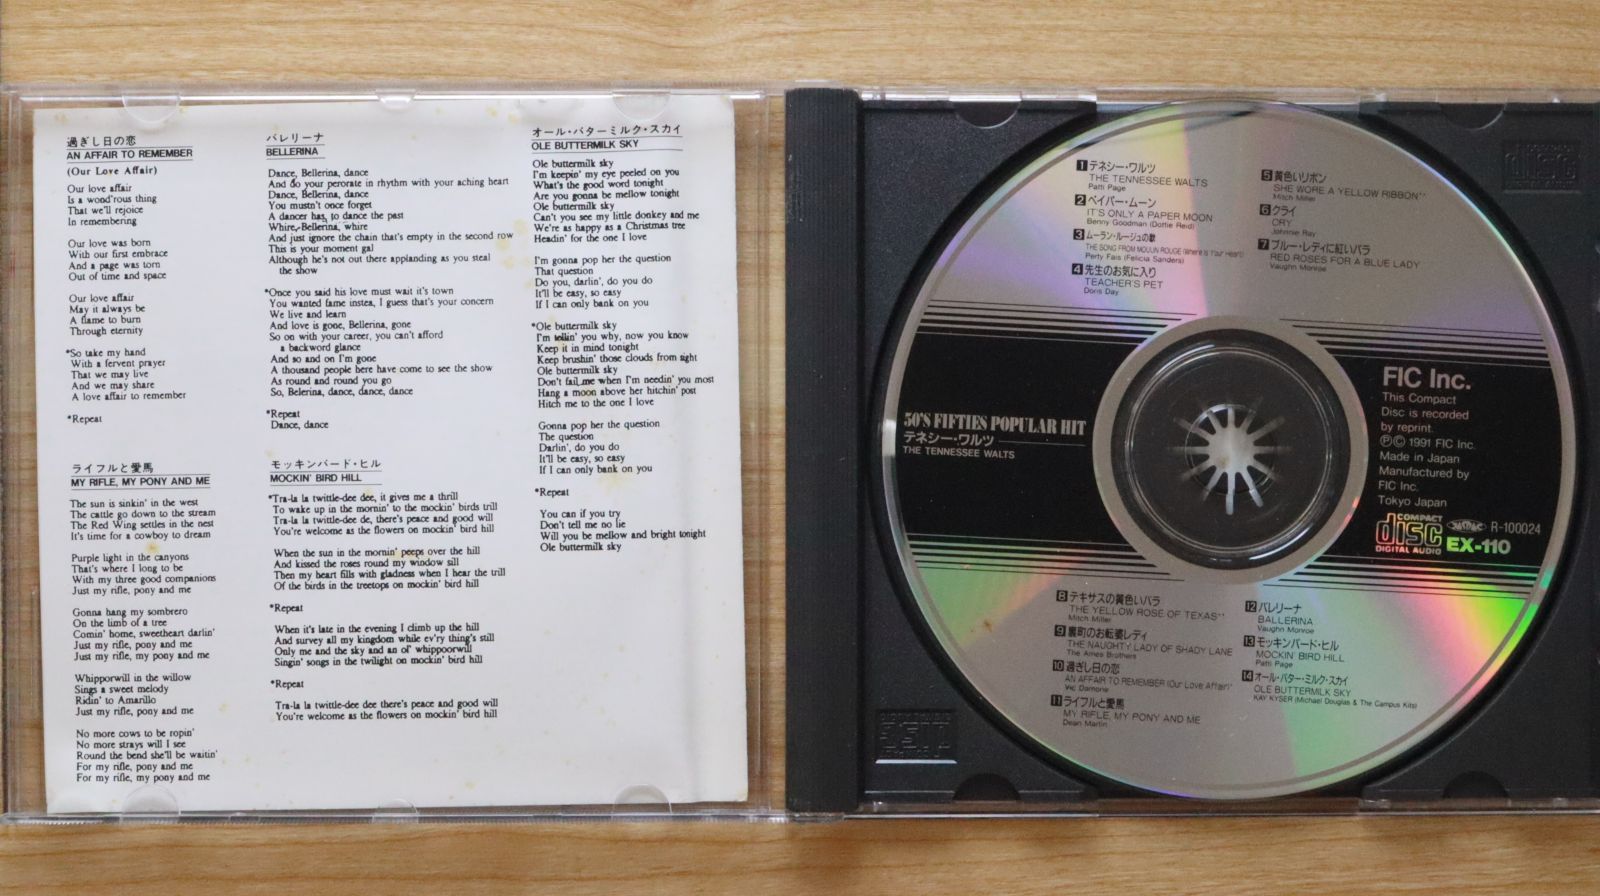 過ぎし日の恋
AN AFFAIR TO REMEMBER
(Our Love Affair)
Our love affair
Is a wond'rous thing
That we'll rejoice
In remembering
Our love was born
With our first embrace
And a page was torn
Out of time and space
Our love affair
May it always be
A flame to burn
Through eternity
*So take my hand
With a fervent prayer
That we may live
And we may share
A love affair to remember
*Repeat
ライフルと愛馬
MY RIFLE, MY PONY AND ME
The sun is sinkin' in the west
The cattle go down to the stream
The Red Wing settles in the nest
It's time for a cowboy to dream
Purple light in the canyons
That's where I long to be
With my three good companions
Just my rifle, pony and me
Gonna hang my sombrero
On the limb of a tree
Comin' home, sweetheart darlin'
Just my rifle, pony and me
Just my rifle, my pony and me
Whipporwill in the willow
Sings a sweet melody
Ridin' to Amarillo
Just my rifle, pony and me
No more cows to be ropin'
No more strays will I see
Round the bend she'll be waitin'
For my rifle, pony and me
For my rifle, my pony and me
バレリーナ
BELLERINA
Dance, Bellerina, dance
And do your perorate in rhythm with your aching heart
Dance, Bellerina, dance
You mustn't once forget
A dancer has to dance the past
Whire, Bellerina, whire
And just ignore the chain that's empty in the second row
This is your moment gal
Although he's not out there applanding as you steal
the show
*Once you said his love must wait it's town
You wanted fame instea, I guess that's your concern
We live and learn
And love is gone, Bellerina, gone
So on with your career, you can't afford
a backword glance
And so and on I'm gone
A thousand people here have come to see the show
As round and round you go
So, Belerina, dance, dance, dance
*Repeat
Dance, dance
モッキンバード・ヒル
MOCKIN' BIRD HILL
*Tra-la la twittle-dee dee, it gives me a thrill
To wake up in the mornin' to the mockin' birds trill
Tra-la la twittle-dee de, there's peace and good will
You're welcome as the flowers on mockin' bird hill
When the sun in the mornin' peeps over the hill
And kissed the roses round my window sill
Then my heart fills with gladness when I hear the trill
Of the birds in the treetops on mockin' bird hill
*Repeat
When it's late in the evening I climb up the hill
And survey all my kingdom while ev'ry thing's still
Only me and the sky and an ol' whippoorwill
Singin' songs in the twilight on mockin' bird hill
*Repeat
Tra-la la twittle-dee dee there's peace and good will
You're welcome as the flowers on mockin' bird hill
オール・バターミルク・スカイ
OLE BUTTERMILK SKY
Ole buttermilk sky
I'm keepin' my eye peeled on you
What's the good word tonight
Are you gonna be mellow tonight
Ole buttermilk sky
Can't you see my little donkey and me
We're as happy as a Christmas tree
Headin' for the one I love
I'm gonna pop her the question
That question
Do you, darlin', do you do
It'll be easy, so easy
If I can only bank on you
*Ole buttermilk sky
I'm tellin' you why, now you know
Keep it in mind tonight
Keep brushin' those clouds from sight
Ole buttermilk sky
Don't fail me when I'm needin' you most
Hang a moon above her hitchin' post
Hitch me to the one I love
Gonna pop her the question
The question
Darlin', do you do
It'll be easy, so easy
If I can only bank on you
*Repeat
You can if you try
Don't tell me no lie
Will you be mellow and bright tonight
Ole buttermilk sky
1 テネシー・ワルツ
THE TENNESSEE WALTS
Patti Page
2 ペイパー・ムーン
IT'S ONLY A PAPER MOON
Benny Goodman (Dottie Reid)
3 ムーラン・ルージュの歌
THE SONG FROM MOULIN ROUGE (Where Is Your Heart)
Perty Fais (Felicia Sanders)
4 先生のお気に入り
TEACHER'S PET
Doris Day
5 黄色いリボン
SHE WORE A YELLOW RIBBON**
Mitch Miller
6 クライ
CRY
Johnnie Ray
7 ブルー・レディに紅いバラ
RED ROSES FOR A BLUE LADY
Vaughn Monroe
50'S FIFTIES POPULAR HIT
テネシー・ワルツ
THE TENNESSEE WALTS
FIC Inc.
This Compact
Disc is recorded
by reprint.
Ⓟ© 1991 FIC Inc.
Made in Japan
Manufactured by
FIC Inc.
Tokyo Japan
COMPACT
disc
DIGITAL AUDIO
R-100024
EX-110
8 テキサスの黄色いバラ
THE YELLOW ROSE OF TEXAS**
Mitch Miller
9 裏町のお転婆レディ
THE NAUGHTY LADY OF SHADY LANE
The Ames Brothers
10 過ぎし日の恋
AN AFFAIR TO REMEMBER (Our Love Affair)*
Vic Damone
11 ライフルと愛馬
MY RIFLE, MY PONY AND ME
Dean Martin
12 バレリーナ
BALLERINA
Vaughn Monroe
13 モッキンバード・ヒル
MOCKIN' BIRD HILL
Patti Page
14 オール・バター・ミルク・スカイ
OLE BUTTERMILK SKY
KAY KYSER (Michael Douglas & The Campus Kits)